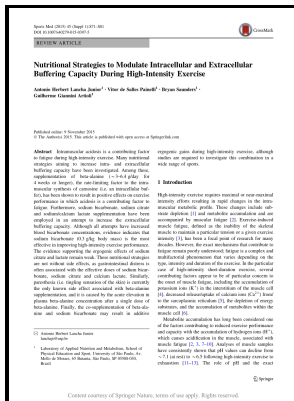 Sports Med (2015) 45 (Suppl 1):S71–S81
DOI 10.1007/s40279-015-0397-5
CrossMark
REVIEW ARTICLE
Nutritional Strategies to Modulate Intracellular and Extracellular
Buffering Capacity During High-Intensity Exercise
Antonio Herbert Lancha Junior · Vitor de Salles Painelli · Bryan Saunders ·
Guilherme Giannini Artioli
Published online: 9 November 2015
© The Author(s) 2015. This article is published with open access at Springerlink.com
Abstract Intramuscular acidosis is a contributing factor
to fatigue during high-intensity exercise. Many nutritional
strategies aiming to increase intra- and extracellular
buffering capacity have been investigated. Among these,
supplementation of beta-alanine (~3–6.4 g/day for
4 weeks or longer), the rate-limiting factor to the intra-
muscular synthesis of carnosine (i.e. an intracellular buf-
fer), has been shown to result in positive effects on exercise
performance in which acidosis is a contributing factor to
fatigue. Furthermore, sodium bicarbonate, sodium citrate
and sodium/calcium lactate supplementation have been
employed in an attempt to increase the extracellular
buffering capacity. Although all attempts have increased
blood bicarbonate concentrations, evidence indicates that
sodium bicarbonate (0.3 g/kg body mass) is the most
effective in improving high-intensity exercise performance.
The evidence supporting the ergogenic effects of sodium
citrate and lactate remain weak. These nutritional strategies
are not without side effects, as gastrointestinal distress is
often associated with the effective doses of sodium bicar-
bonate, sodium citrate and calcium lactate. Similarly,
paresthesia (i.e. tingling sensation of the skin) is currently
the only known side effect associated with beta-alanine
supplementation, and it is caused by the acute elevation in
plasma beta-alanine concentration after a single dose of
beta-alanine. Finally, the co-supplementation of beta-ala-
nine and sodium bicarbonate may result in additive
ergogenic gains during high-intensity exercise, although
studies are required to investigate this combination in a
wide range of sports.
1 Introduction
High-intensity exercise requires maximal or near-maximal
intensity efforts resulting in rapid changes in the intra-
muscular metabolic profile. These changes include sub-
strate depletion [1] and metabolite accumulation and are
accompanied by muscular fatigue [2]. Exercise-induced
muscle fatigue, defined as the inability of the skeletal
muscle to maintain a particular tension or a given exercise
intensity [3], has been a focal point of research for many
decades. However, the exact mechanisms that contribute to
fatigue remain poorly understood; fatigue is a complex and
multifactorial phenomenon that varies depending on the
type, intensity and duration of the exercise. In the particular
case of high-intensity short-duration exercise, several
contributing factors appear to be of particular concern to
the onset of muscle fatigue, including the accumulation of
potassium ions (K⁺) in the interstitium of the muscle cell
[4], decreased reuptake of calcium ions (Ca²⁺) by
the sarcoplasmic reticulum [5], the depletion of energy
substrates, and the accumulation of metabolites within the
muscle cell [6].
Metabolite accumulation has long been considered one
of the factors contributing to reduced exercise performance
and capacity with the accumulation of hydrogen ions (H⁺),
which causes acidification in the muscle, associated with
muscle fatigue [2, 3, 7–10]. Analyses of muscle samples
have consistently shown that pH values can decline from
~7.1 (at rest) to ~6.5 following high-intensity exercise to
exhaustion [11–13]. The role of pH and the exact
Antonio Herbert Lancha Junior
lanchajr@usp.br
Laboratory of Applied Nutrition and Metabolism, School of
Physical Education and Sport, University of São Paulo, Av.
Mello de Moraes, 65 Butantã, São Paulo, SP 05508-030,
Brazil
Springer
Content courtesy of Springer Nature, terms of use apply. Rights reserved.